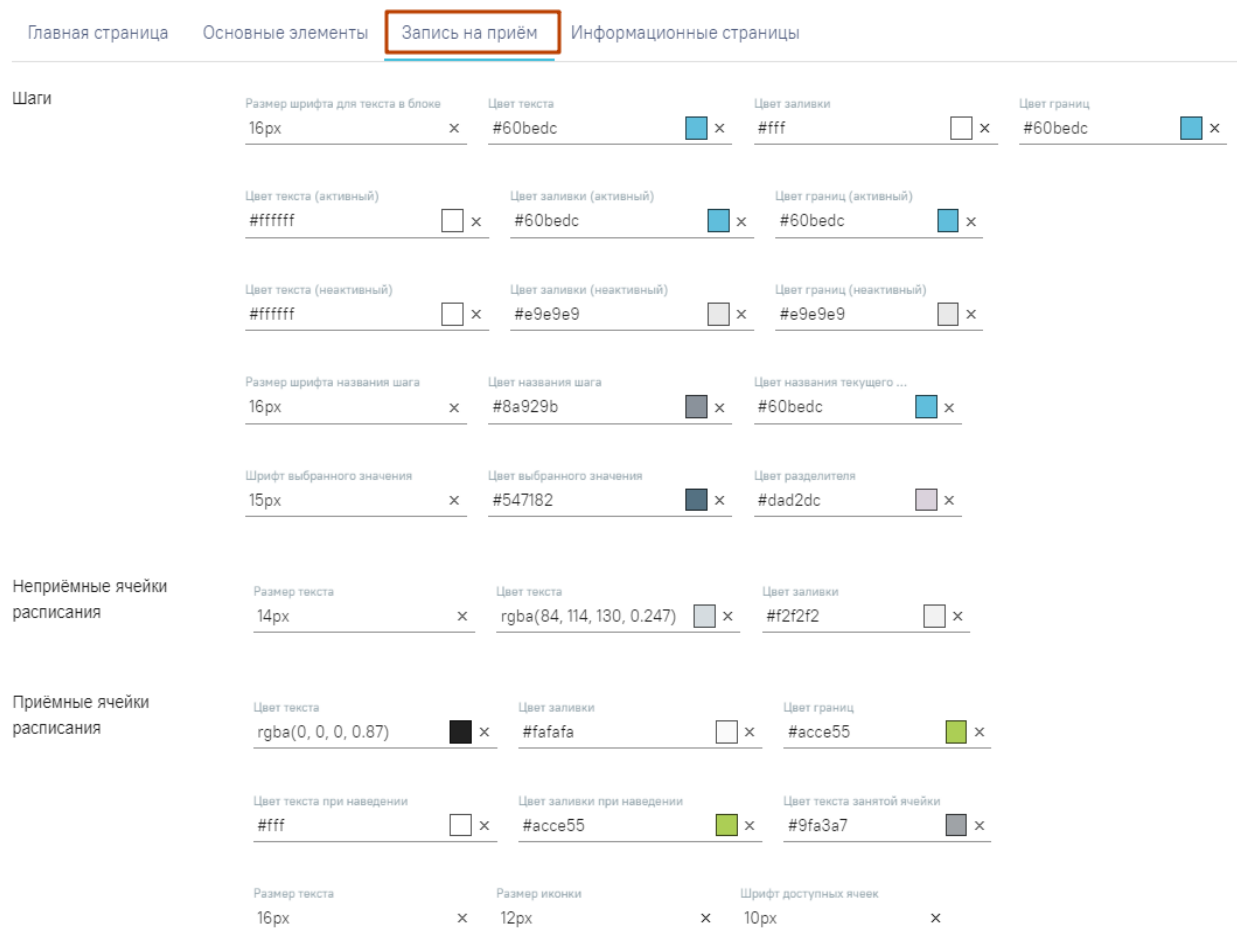 Главная страница Основные элементы Запись на приём Информационные страницы
Шаги
Размер шрифта для текста в блоке Цвет текста Цвет заливки Цвет границ
16px × #60bedc × #fff × #60bedc ×
Цвет текста (активный) Цвет заливки (активный) Цвет границ (активный)
#ffffff × #60bedc × #60bedc ×
Цвет текста (неактивный) Цвет заливки (неактивный) Цвет границ (неактивный)
#ffffff × #e9e9e9 × #e9e9e9 ×
Размер шрифта названия шага Цвет названия шага Цвет названия текущего ...
16px × #8a929b × #60bedc ×
Шрифт выбранного значения Цвет выбранного значения Цвет разделителя
15px × #547182 × #dad2dc ×
Неприёмные ячейки
расписания
Размер текста Цвет текста Цвет заливки
14px × rgba(84, 114, 130, 0.247) × #f2f2f2 ×
Приёмные ячейки
расписания
Цвет текста Цвет заливки Цвет границ
rgba(0, 0, 0, 0.87) × #fafafa × #acce55 ×
Цвет текста при наведении Цвет заливки при наведении Цвет текста занятой ячейки
#fff × #acce55 × #9fa3a7 ×
Размер текста Размер иконки Шрифт доступных ячеек
16px × 12px × 10px ×